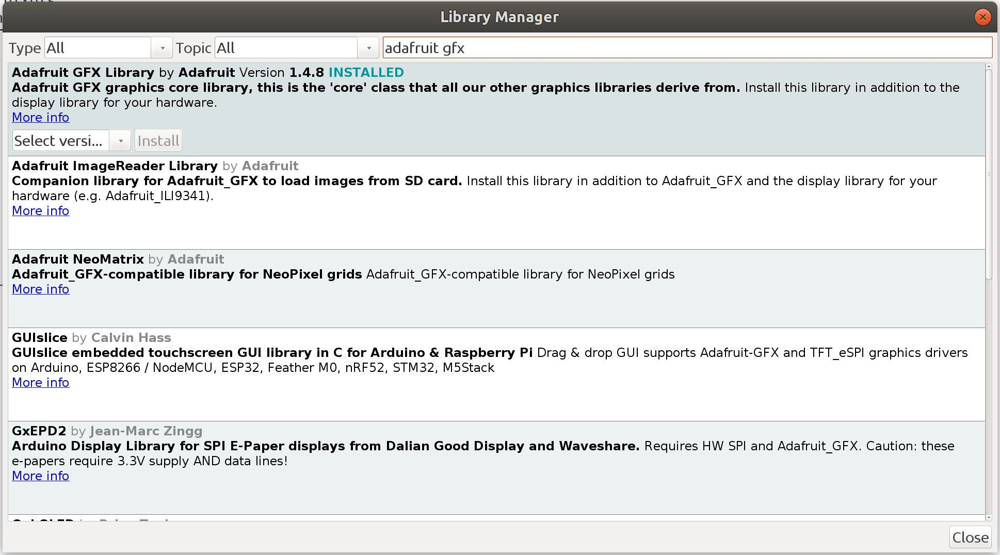 Library Manager
Type All Topic All adafruit gfx
Adafruit GFX Library by Adafruit Version 1.4.8 INSTALLED
Adafruit GFX graphics core library, this is the 'core' class that all our other graphics libraries derive from. Install this library in addition to the
display library for your hardware.
More info
Select versi... Install
Adafruit ImageReader Library by Adafruit
Companion library for Adafruit_GFX to load images from SD card. Install this library in addition to Adafruit_GFX and the display library for your
hardware (e.g. Adafruit_ILI9341).
More info
Adafruit NeoMatrix by Adafruit
Adafruit_GFX-compatible library for NeoPixel grids Adafruit_GFX-compatible library for NeoPixel grids
More info
GUIslice by Calvin Hass
GUIslice embedded touchscreen GUI library in C for Arduino & Raspberry Pi Drag & drop GUI supports Adafruit-GFX and TFT_eSPI graphics drivers
on Arduino, ESP8266 / NodeMCU, ESP32, Feather M0, nRF52, STM32, M5Stack
More info
GxEPD2 by Jean-Marc Zingg
Arduino Display Library for SPI E-Paper displays from Dalian Good Display and Waveshare. Requires HW SPI and Adafruit_GFX. Caution: these
e-papers require 3.3V supply AND data lines!
More info
Close